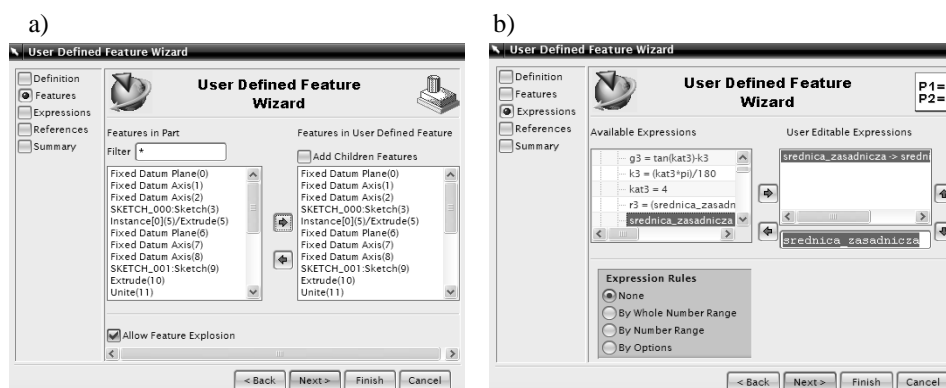 a)
User Defined Feature Wizard
Definition
Features
Expressions
References
Summary
User Defined Feature
Wizard
Features in Part
Filter *
Fixed Datum Plane(0)
Fixed Datum Axis(1)
Fixed Datum Axis(2)
SKETCH_000:Sketch(3)
Instance[0](5)/Extrude(5)
Fixed Datum Plane(6)
Fixed Datum Axis(7)
Fixed Datum Axis(8)
SKETCH_001:Sketch(9)
Extrude(10)
Unite(11)
Features in User Defined Feature
Add Children Features
Fixed Datum Plane(0)
Fixed Datum Axis(1)
Fixed Datum Axis(2)
SKETCH_000:Sketch(3)
Instance[0](5)/Extrude(5)
Fixed Datum Plane(6)
Fixed Datum Axis(7)
Fixed Datum Axis(8)
SKETCH_001:Sketch(9)
Extrude(10)
Unite(11)
Allow Feature Explosion
< Back Next > Finish Cancel
b)
User Defined Feature Wizard
Definition
Features
Expressions
References
Summary
User Defined Feature
Wizard
P1=
P2=
Available Expressions
g3 = tan(kat3)-k3
k3 = (kat3*pi)/180
kat3 = 4
r3 = (srednica_zasadn
srednica_zasadnicza
User Editable Expressions
srednica_zasadnicza -> sredni
srednica_zasadnicza
Expression Rules
None
By Whole Number Range
By Number Range
By Options
< Back Next > Finish Cancel